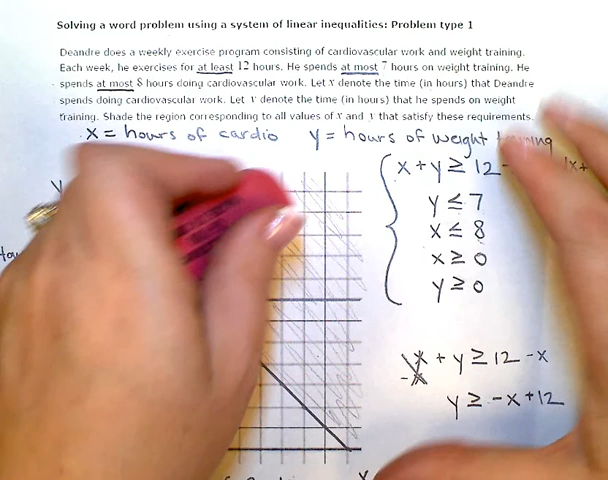 Solving a word problem using a system of linear inequalities: Problem type 1
Deandre does a weekly exercise program consisting of cardiovascular work and weight training.
Each week, he exercises for at least 12 hours. He spends at most 7 hours on weight training. He
spends at most 8 hours doing cardiovascular work. Let x denote the time (in hours) that Deandre
spends doing cardiovascular work. Let y denote the time (in hours) that he spends on weight
training. Shade the region corresponding to all values of x and y that satisfy these requirements.
x = hours of cardio y = hours of weight training
x + y ≥ 12
y ≤ 7
x ≤ 8
x ≥ 0
y ≥ 0
y
x + y ≥ 12 -x
-x
y ≥ -x + 12
x